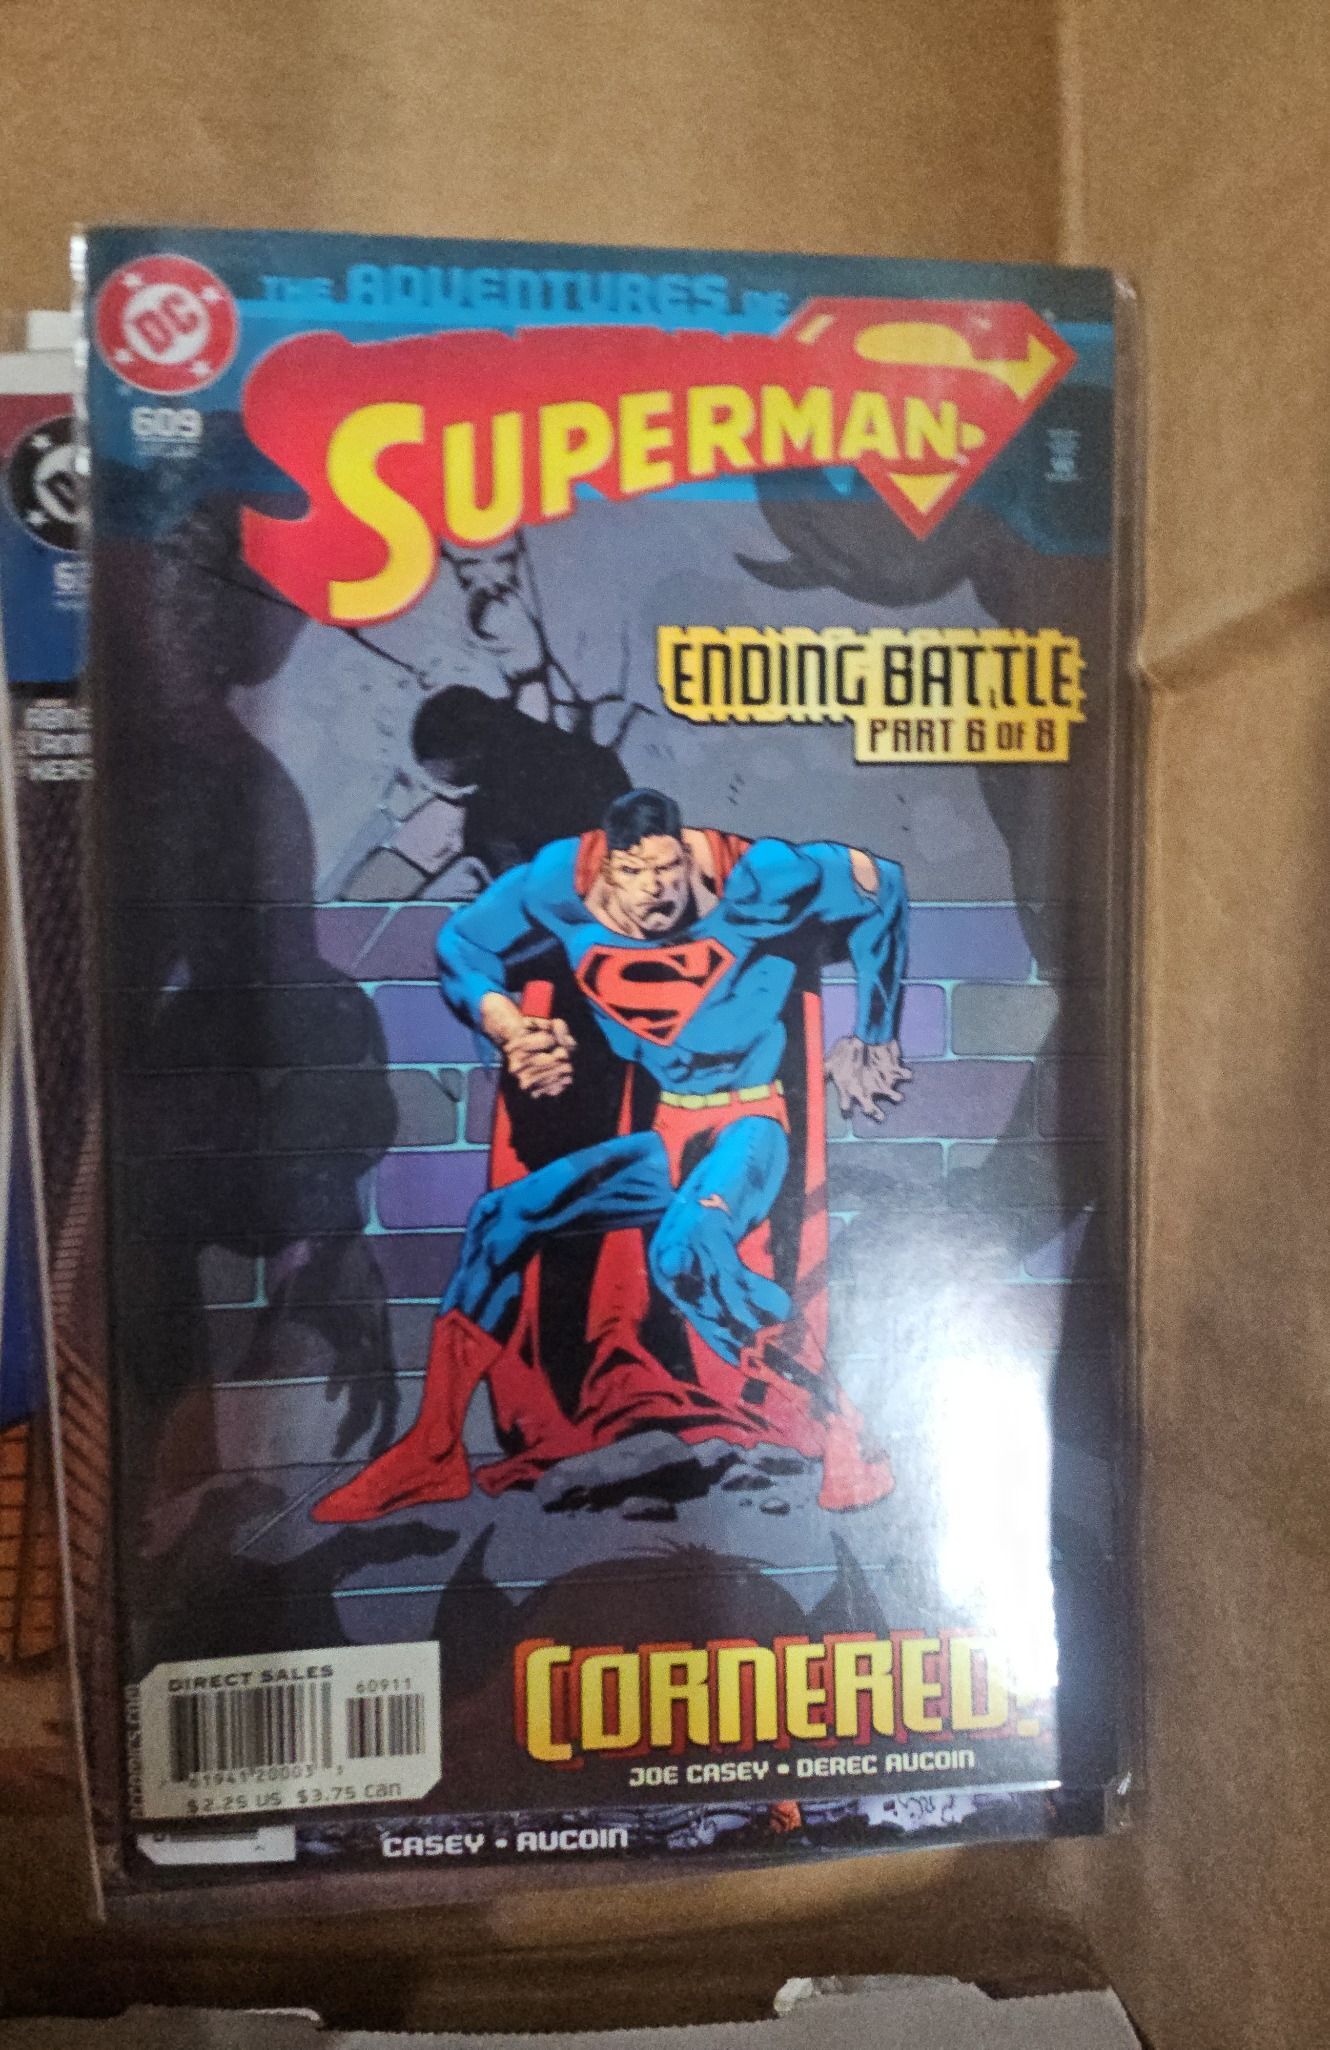 THE ADVENTURES OF
DC
609
SUPERMAN
S
ENDING BATTLE
PART 6 OF 8
CORNERED!
JOE CASEY • DEREC AUCOIN
DIRECT SALES
60911
$2.25 US $3.75 Can
CASEY • AUCOIN